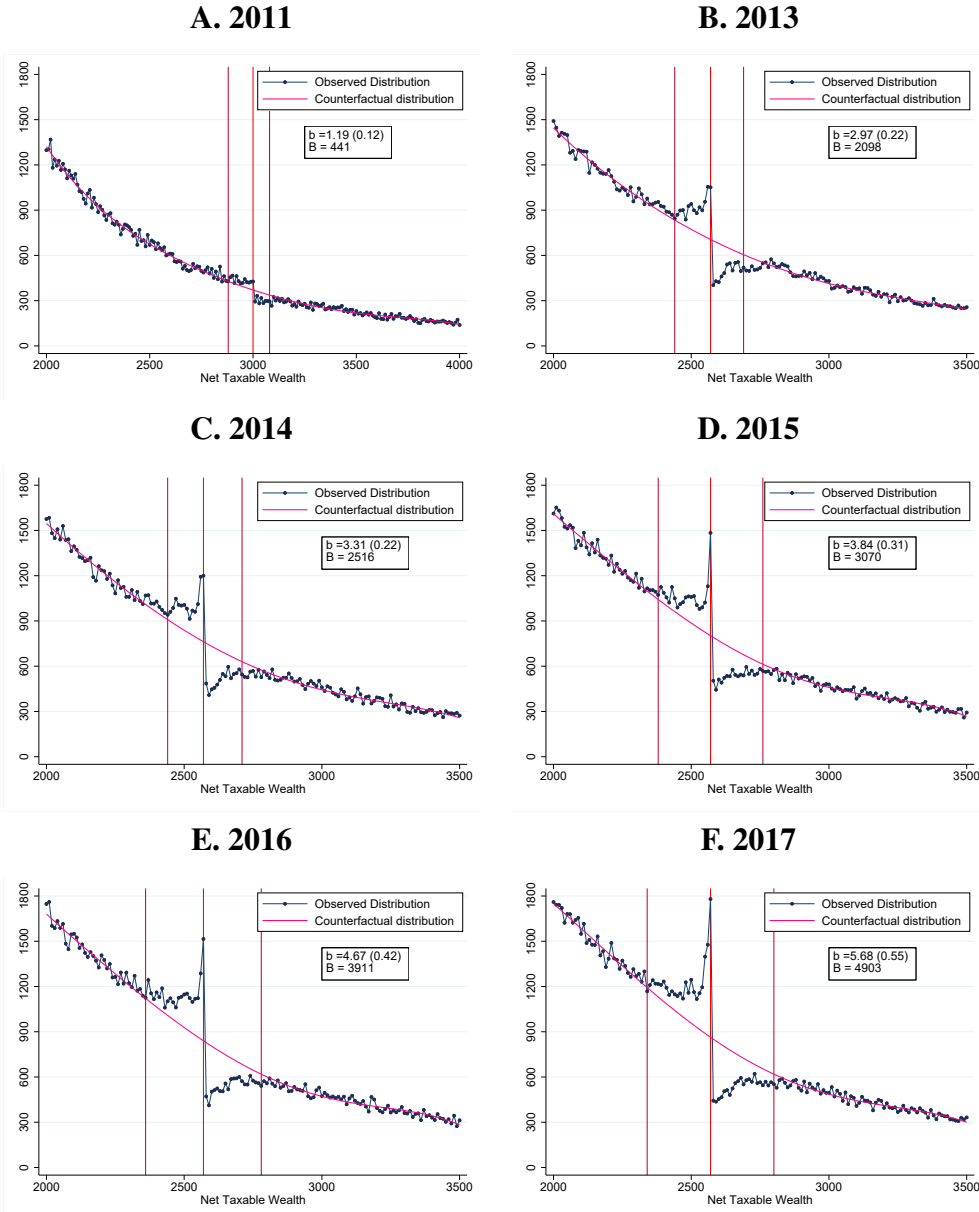 A. 2011
1800
1500
1200
900
600
300
0
Observed Distribution
Counterfactual distribution
b =1.19 (0.12)
B = 441
2000 2500 3000 3500 4000
Net Taxable Wealth
B. 2013
1800
1500
1200
900
600
300
0
Observed Distribution
Counterfactual distribution
b =2.97 (0.22)
B = 2098
2000 2500 3000 3500
Net Taxable Wealth
C. 2014
1800
1500
1200
900
600
300
0
Observed Distribution
Counterfactual distribution
b =3.31 (0.22)
B = 2516
2000 2500 3000 3500
Net Taxable Wealth
D. 2015
1800
1500
1200
900
600
300
0
Observed Distribution
Counterfactual distribution
b =3.84 (0.31)
B = 3070
2000 2500 3000 3500
Net Taxable Wealth
E. 2016
1800
1500
1200
900
600
300
0
Observed Distribution
Counterfactual distribution
b =4.67 (0.42)
B = 3911
2000 2500 3000 3500
Net Taxable Wealth
F. 2017
1800
1500
1200
900
600
300
0
Observed Distribution
Counterfactual distribution
b =5.68 (0.55)
B = 4903
2000 2500 3000 3500
Net Taxable Wealth